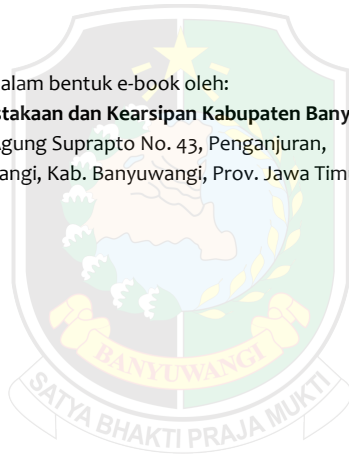 alam bentuk e-book oleh:
stakaan dan Kearsipan Kabupaten Bany
Agung Suprapto No. 43, Penganjuran,
angi, Kab. Banyuwangi, Prov. Jawa Tim
BANYUWANGI
SATYA BHAKTI PRAJA MUKTI